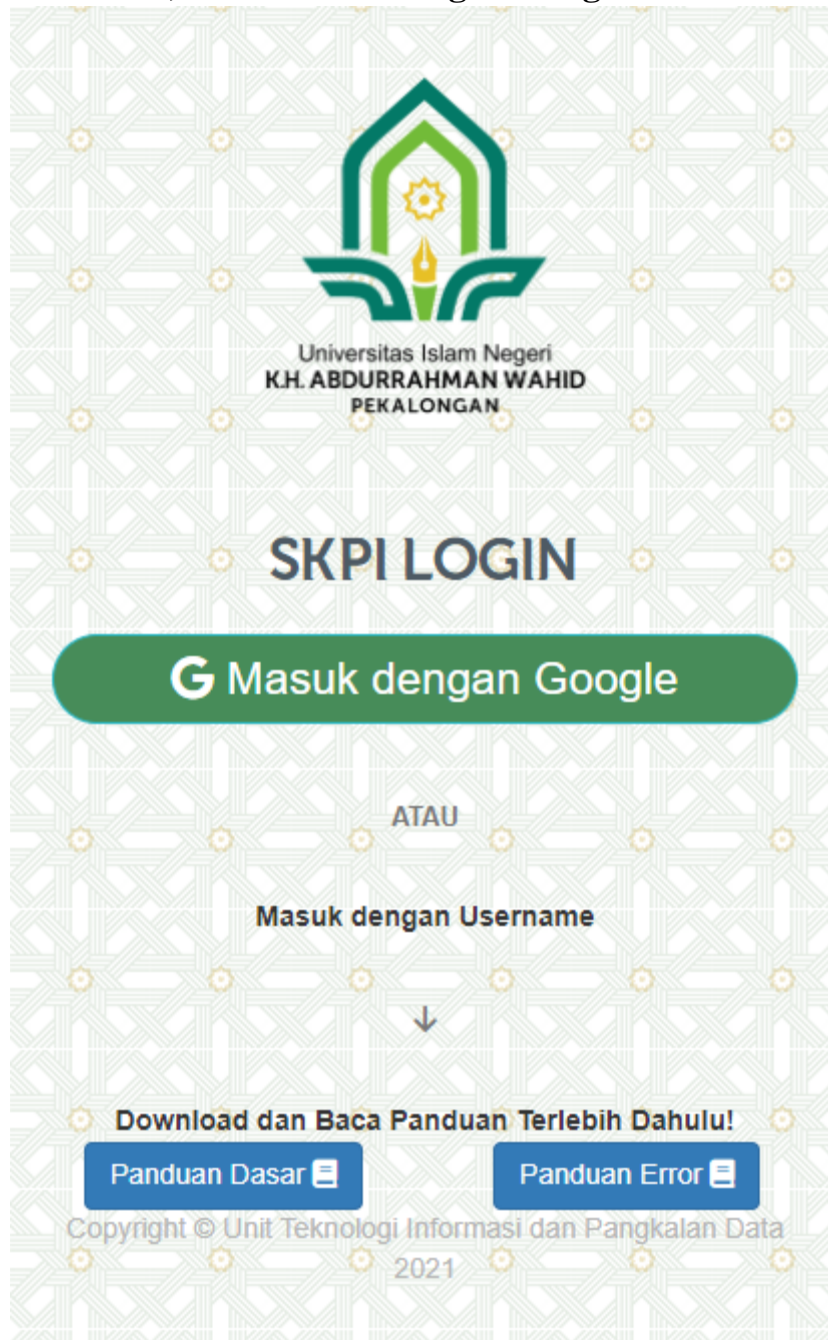 Universitas Islam Negeri
K.H. ABDURRAHMAN WAHID
PEKALONGAN
SKPI LOGIN
G Masuk dengan Google
ATAU
Masuk dengan Username
Download dan Baca Panduan Terlebih Dahulu!
Panduan Dasar Panduan Error
Copyright © Unit Teknologi Informasi dan Pangkalan Data
2021